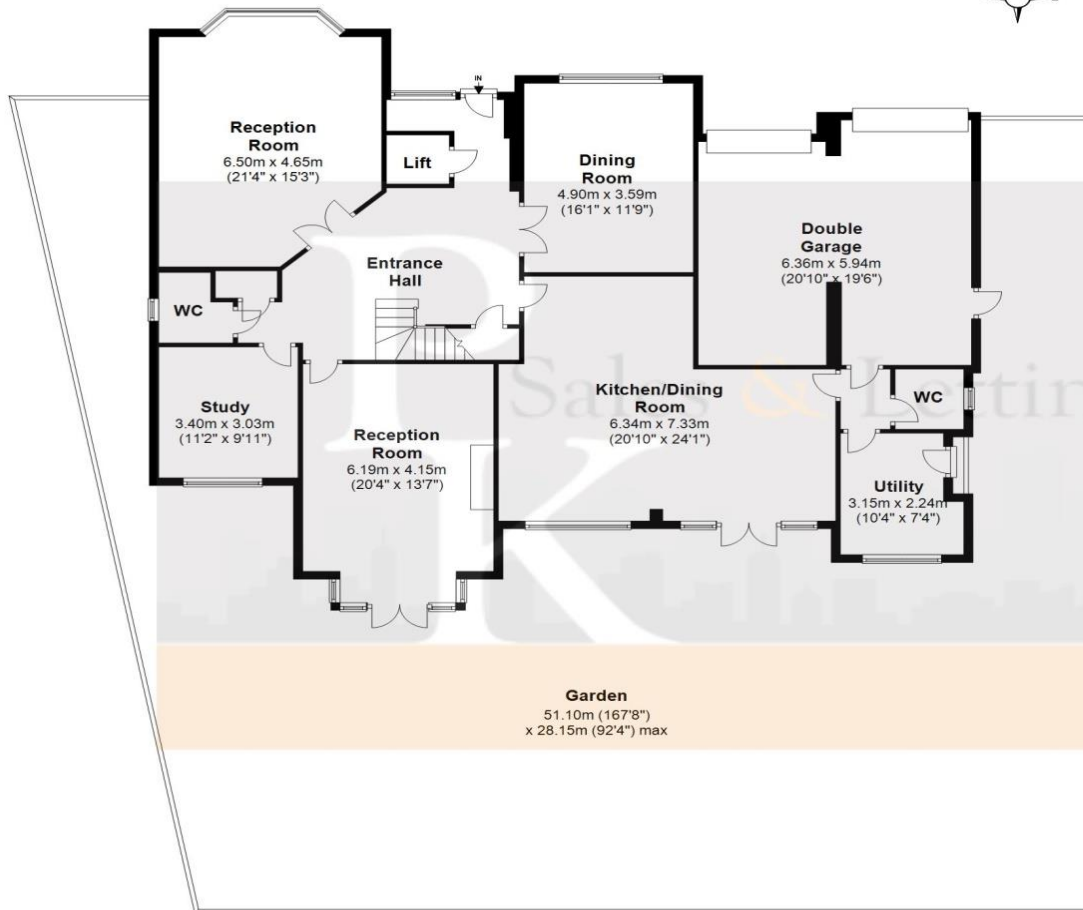 IN
Reception
Room
6.50m x 4.65m
(21'4" x 15'3")
Lift
Dining
Room
4.90m x 3.59m
(16'1" x 11'9")
Double
Garage
6.36m x 5.94m
(20'10" x 19'6")
Entrance
Hall
WC
Study
3.40m x 3.03m
(11'2" x 9'11")
Reception
Room
6.19m x 4.15m
(20'4" x 13'7")
Kitchen/Dining
Room
6.34m x 7.33m
(20'10" x 24'1")
WC
Utility
3.15m x 2.24m
(10'4" x 7'4")
PK
Sales & Lettin
Garden
51.10m (167'8")
x 28.15m (92'4") max